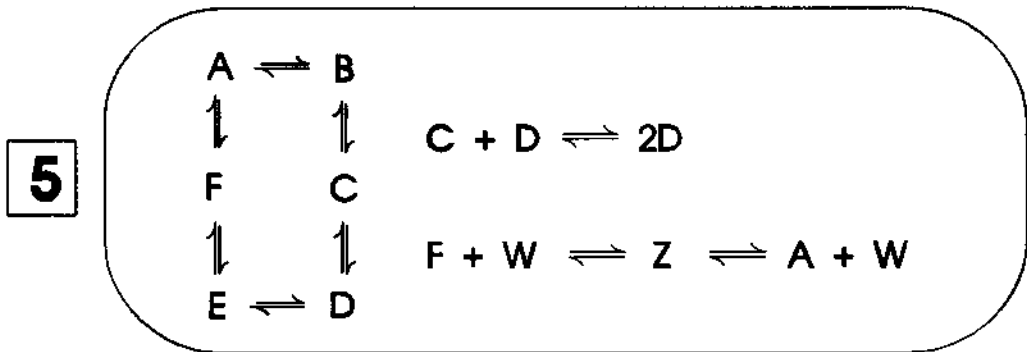 A ⇌ B
⇌ ⇌
C + D ⇌ 2D
5
F C
⇌ ⇌
F + W ⇌ Z ⇌ A + W
E ⇌ D